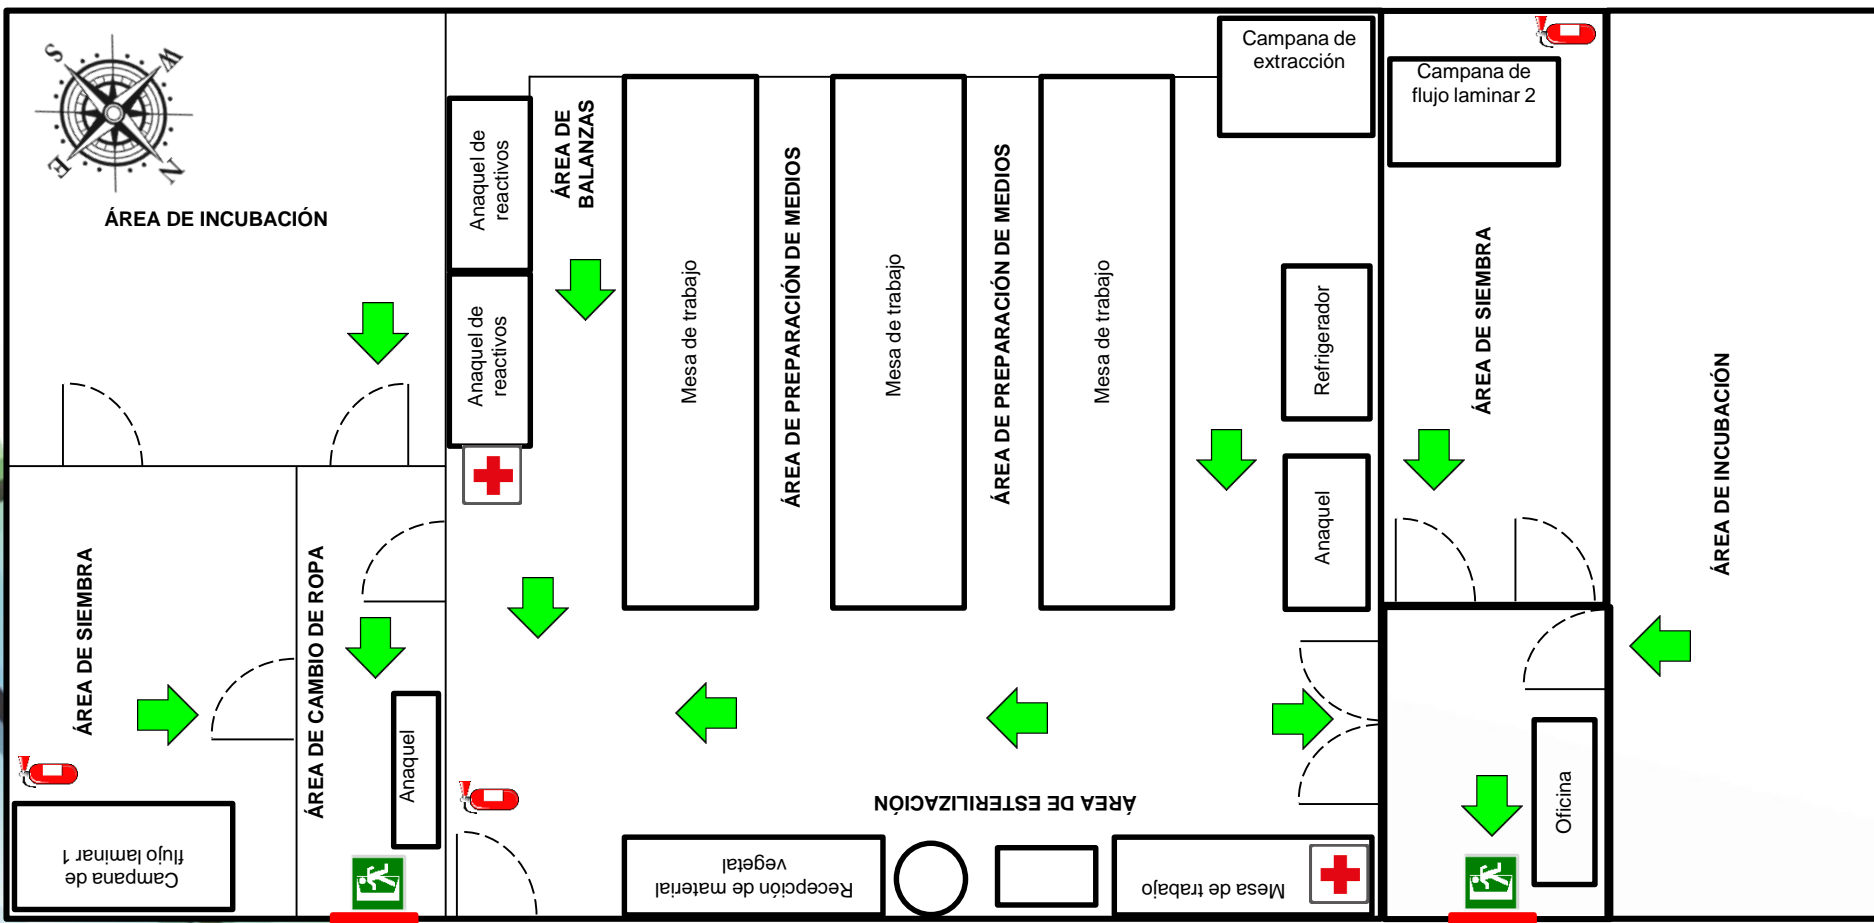 S
W
E
N
ÁREA DE INCUBACIÓN
Anaquel de
reactivos
Anaquel de
reactivos
ÁREA DE
BALANZAS
Mesa de trabajo
ÁREA DE PREPARACIÓN DE MEDIOS
Mesa de trabajo
ÁREA DE PREPARACIÓN DE MEDIOS
Mesa de trabajo
Campana de
extracción
Campana de
flujo laminar 2
Refrigerador
Anaquel
ÁREA DE SIEMBRA
ÁREA DE INCUBACIÓN
ÁREA DE SIEMBRA
ÁREA DE CAMBIO DE ROPA
Anaquel
Campana de
flujo laminar 1
ÁREA DE ESTERILIZACIÓN
Recepción de material
vegetal
Mesa de trabajo
Oficina